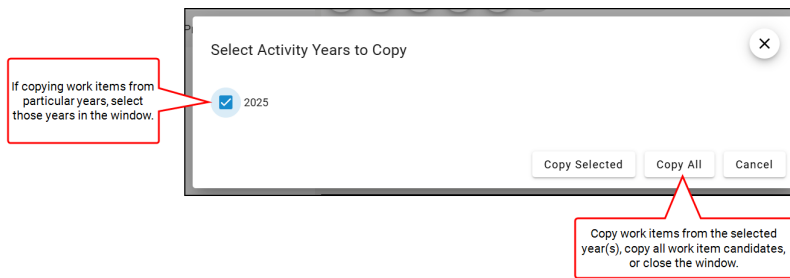 Select Activity Years to Copy
If copying work items from
particular years, select
those years in the window.
2025
Copy Selected
Copy All
Cancel
Copy work items from the selected
year(s), copy all work item candidates,
or close the window.